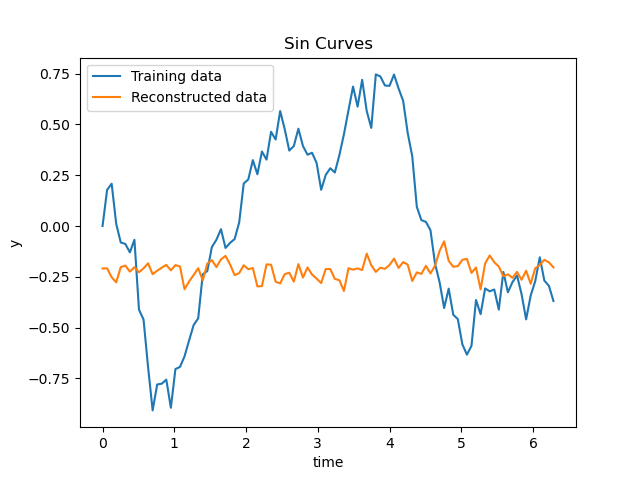 Sin Curves
Training data
Reconstructed data
0.75
0.50
0.25
0.00
−0.25
−0.50
−0.75
y
0 1 2 3 4 5 6
time